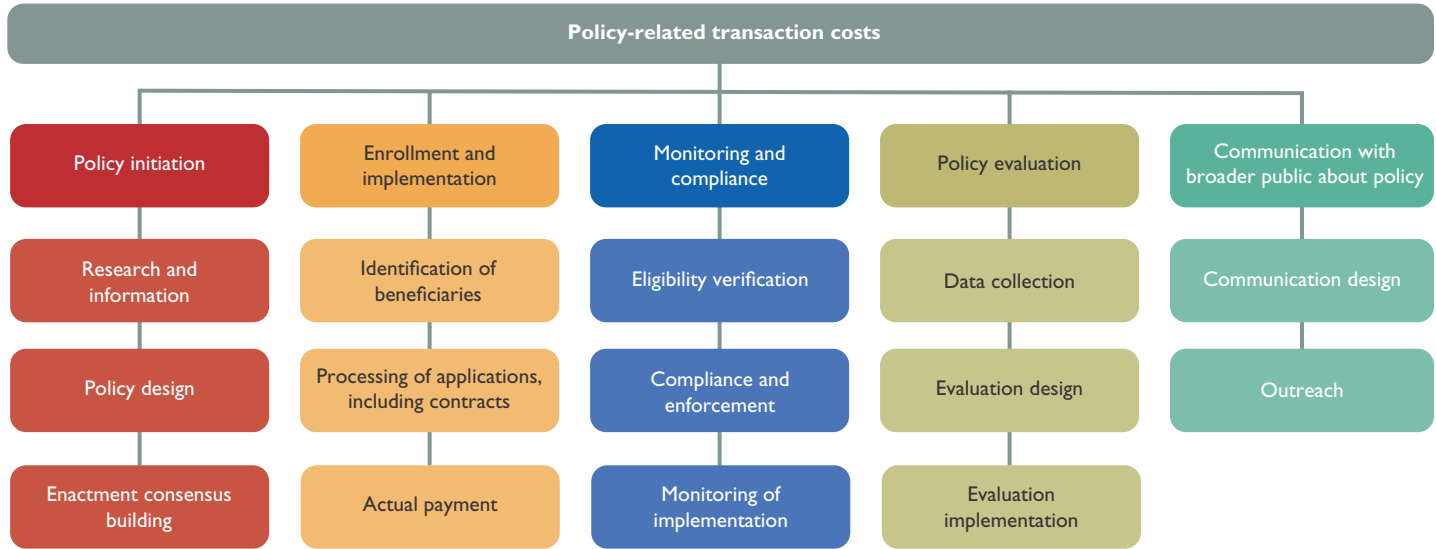 Policy-related transaction costs
Policy initiation
Enrollment and
implementation
Monitoring and
compliance
Policy evaluation
Communication with
broader public about policy
Research and
information
Identification of
beneficiaries
Eligibility verification
Data collection
Communication design
Policy design
Processing of applications,
including contracts
Compliance and
enforcement
Evaluation design
Outreach
Enactment consensus
building
Actual payment
Monitoring of
implementation
Evaluation
implementation